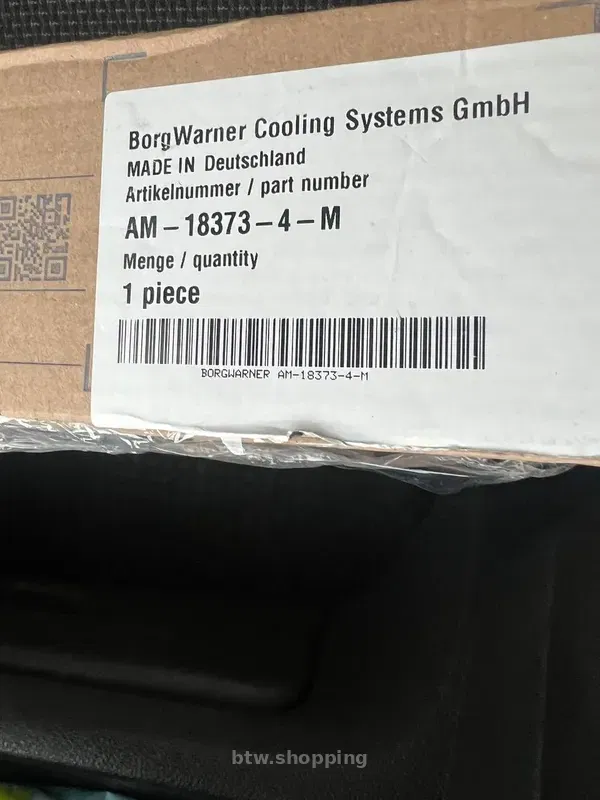 BorgWarner Cooling Systems GmbH
MADE IN Deutschland
Artikelnummer / part number
AM-18373-4-M
Menge / quantity
1 piece
BORGWARNER AM-18373-4-M
btw.shopping